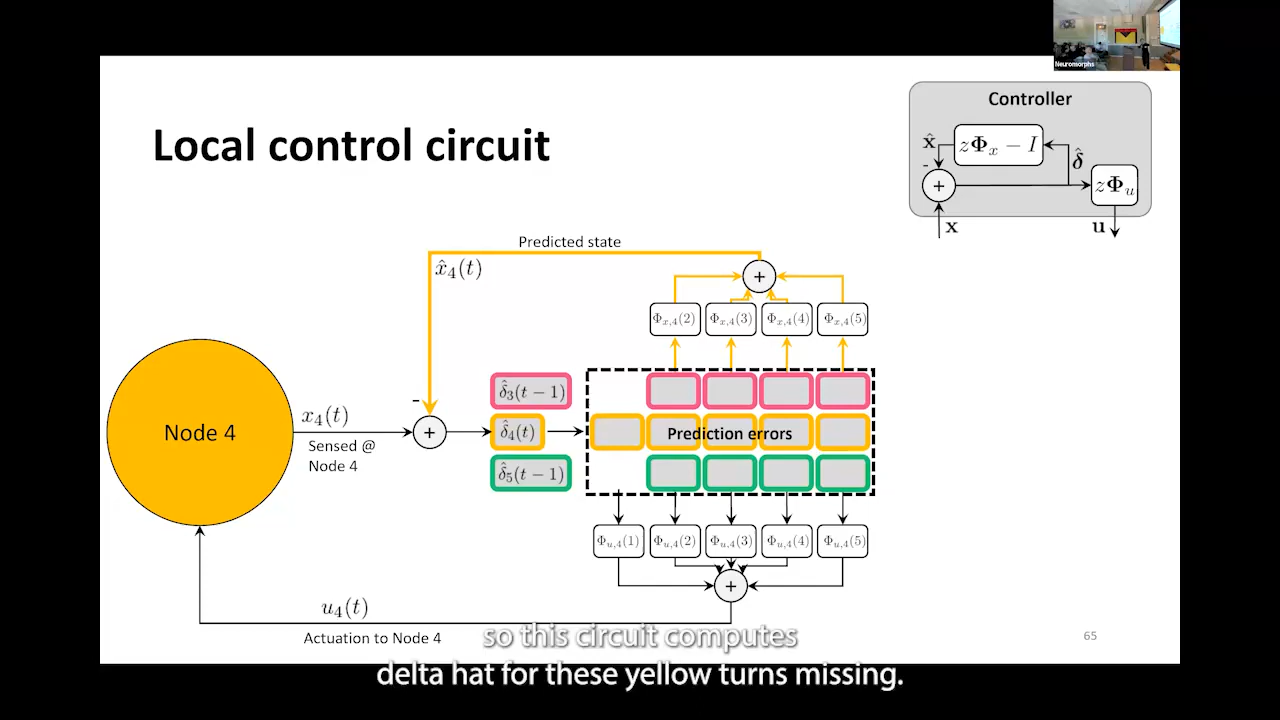 Neuromorphs
Controller
Local control circuit
x̂
zΦₓ − I
δ̂
-
+
zΦᵤ
x
u
Predicted state
x̂₄(t)
+
Φₓ,₄(2) Φₓ,₄(3) Φₓ,₄(4) Φₓ,₄(5)
-
δ̂₃(t − 1)
Node 4
x₄(t)
Sensed @
Node 4
+
δ̂₄(t)
Prediction errors
δ̂₅(t − 1)
Φᵤ,₄(1) Φᵤ,₄(2) Φᵤ,₄(3) Φᵤ,₄(4) Φᵤ,₄(5)
+
u₄(t)
Actuation to Node 4
65
so this circuit computes
delta hat for these yellow turns missing.